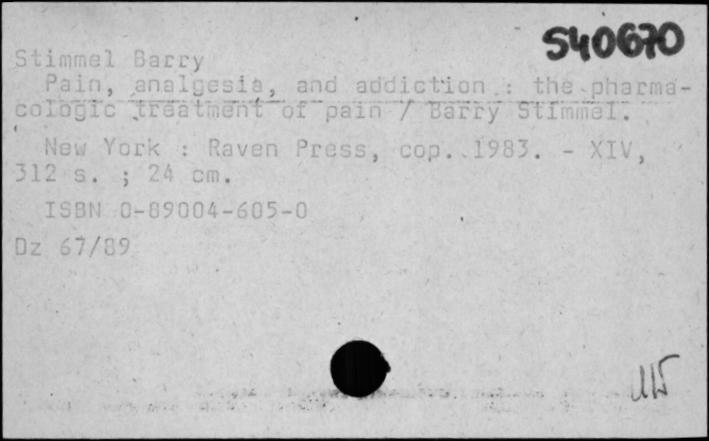 S40670
Stimmel Barry
Pain, analgesia, and addiction : the pharma-
cologic treatment of pain / Barry Stimmel.
New York : Raven Press, cop. 1983. - XIV,
312 s. ; 24 cm.
ISBN 0-89004-605-0
Dz 67/89